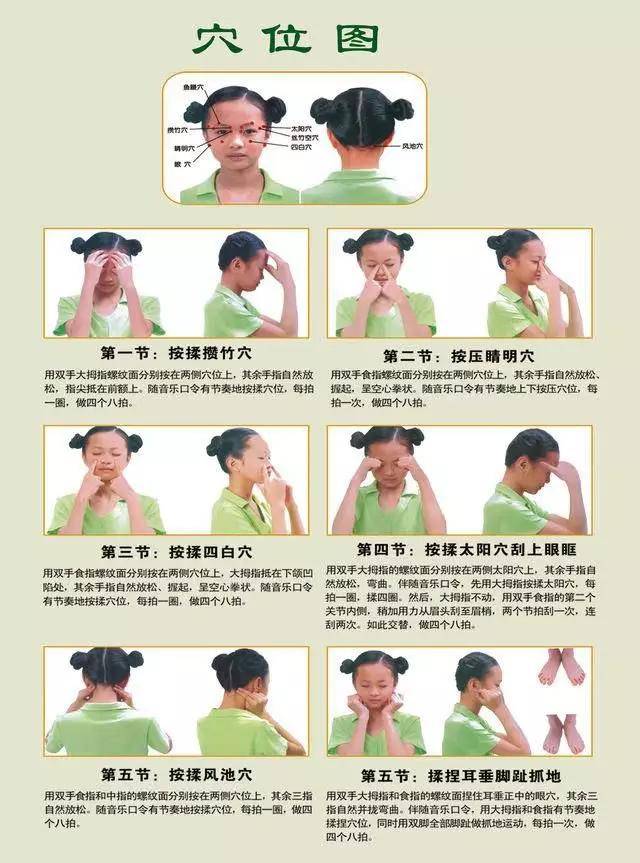 穴位图
鱼腰穴
攒竹穴
睛明穴
眼 穴
太阳穴
丝竹空穴
四白穴
风池穴
第一节：按揉攒竹穴
用双手大拇指螺纹面分别按在两侧穴位上，其余手指自然放
松，指尖抵在前额上。随音乐口令有节奏地按揉穴位，每拍
一圈，做四个八拍。
第二节：按压睛明穴
用双手食指螺纹面分别按在两侧穴位上，其余手指自然放松、
握起，呈空心拳状。随音乐口令有节奏地上下按压穴位，每
拍一次，做四个八拍。
第三节：按揉四白穴
用双手食指螺纹面分别按在两侧穴位上，大拇指抵在下颌凹
陷处，其余手指自然放松、握起，呈空心拳状。随音乐口令
有节奏地按揉穴位，每拍一圈，做四个八拍。
第四节：按揉太阳穴刮上眼眶
用双手大拇指的螺纹面分别按在两侧太阳穴上，其余手指自
然放松，弯曲。伴随音乐口令，先用大拇指按揉太阳穴，每
拍一圈，揉四圈。然后，大拇指不动，用双手食指的第二个
关节内侧，稍加用力从眉头刮至眉梢，两个节拍刮一次，连
刮两次。如此交替，做四个八拍。
第五节：按揉风池穴
用双手食指和中指的螺纹面分别按在两侧穴位上，其余三指
自然放松。随音乐口令有节奏地按揉穴位，每拍一圈，做四
个八拍。
第五节：揉捏耳垂脚趾抓地
用双手大拇指和食指的螺纹面捏住耳垂正中的眼穴，其余三指
自然并拢弯曲。伴随音乐口令，用大拇指和食指有节奏地
揉捏穴位，同时用双脚全部脚趾做抓地运动，每拍一次，做
四个八拍。